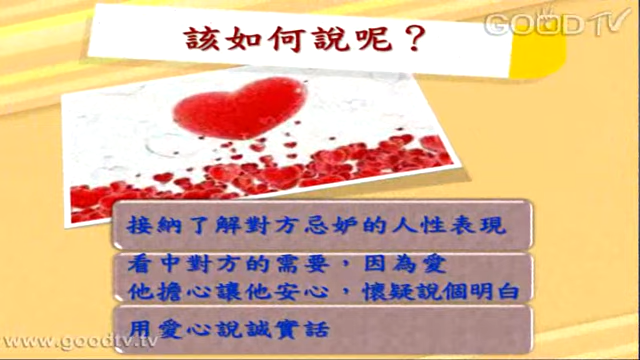 GOODTV
該如何說呢？
接納了解對方忌妒的人性表現
看中對方的需要，因為愛
他擔心讓他安心，懷疑說個明白
用愛心說誠實話
www.goodtv.tv